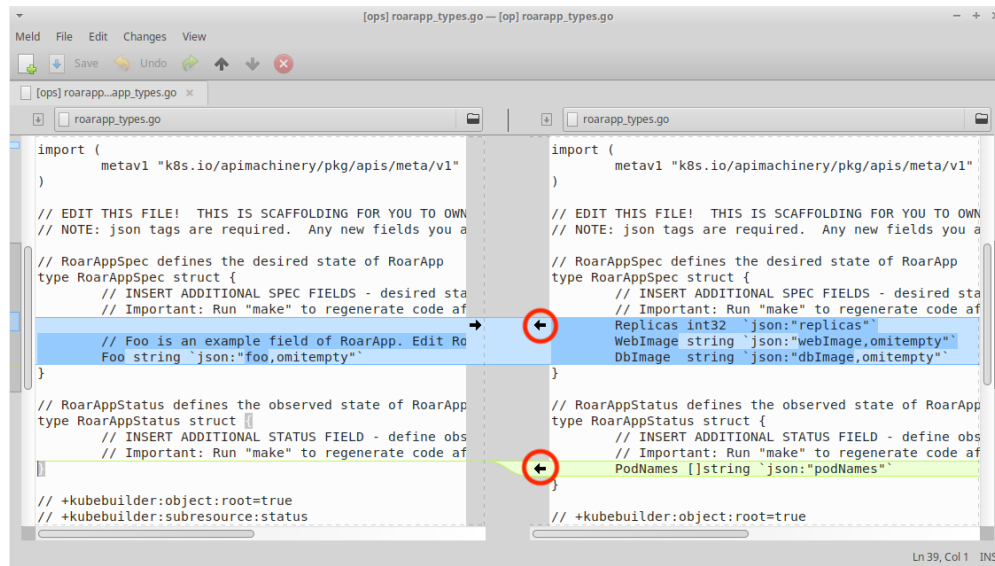 [ops] roarapp_types.go — [op] roarapp_types.go
Meld File Edit Changes View
Save Undo
[ops] roarapp...app_types.go ×
roarapp_types.go
import (
metav1 "k8s.io/apimachinery/pkg/apis/meta/v1"
)
// EDIT THIS FILE!  THIS IS SCAFFOLDING FOR YOU TO OWN
// NOTE: json tags are required.  Any new fields you a
// RoarAppSpec defines the desired state of RoarApp
type RoarAppSpec struct {
// INSERT ADDITIONAL SPEC FIELDS - desired sta
// Important: Run "make" to regenerate code af
// Foo is an example field of RoarApp. Edit Ro
Foo string `json:"foo,omitempty"`
}
// RoarAppStatus defines the observed state of RoarApp
type RoarAppStatus struct {
// INSERT ADDITIONAL STATUS FIELD - define obs
// Important: Run "make" to regenerate code af
}
// +kubebuilder:object:root=true
// +kubebuilder:subresource:status
roarapp_types.go
import (
metav1 "k8s.io/apimachinery/pkg/apis/meta/v1"
)
// EDIT THIS FILE!  THIS IS SCAFFOLDING FOR YOU TO OWN
// NOTE: json tags are required.  Any new fields you a
// RoarAppSpec defines the desired state of RoarApp
type RoarAppSpec struct {
// INSERT ADDITIONAL SPEC FIELDS - desired sta
// Important: Run "make" to regenerate code af
Replicas int32  `json:"replicas"`
WebImage string `json:"webImage,omitempty"`
DbImage  string `json:"dbImage,omitempty"`
}
// RoarAppStatus defines the observed state of RoarApp
type RoarAppStatus struct {
// INSERT ADDITIONAL STATUS FIELD - define obs
// Important: Run "make" to regenerate code af
PodNames []string `json:"podNames"`
}
// +kubebuilder:object:root=true
Ln 39, Col 1 INS